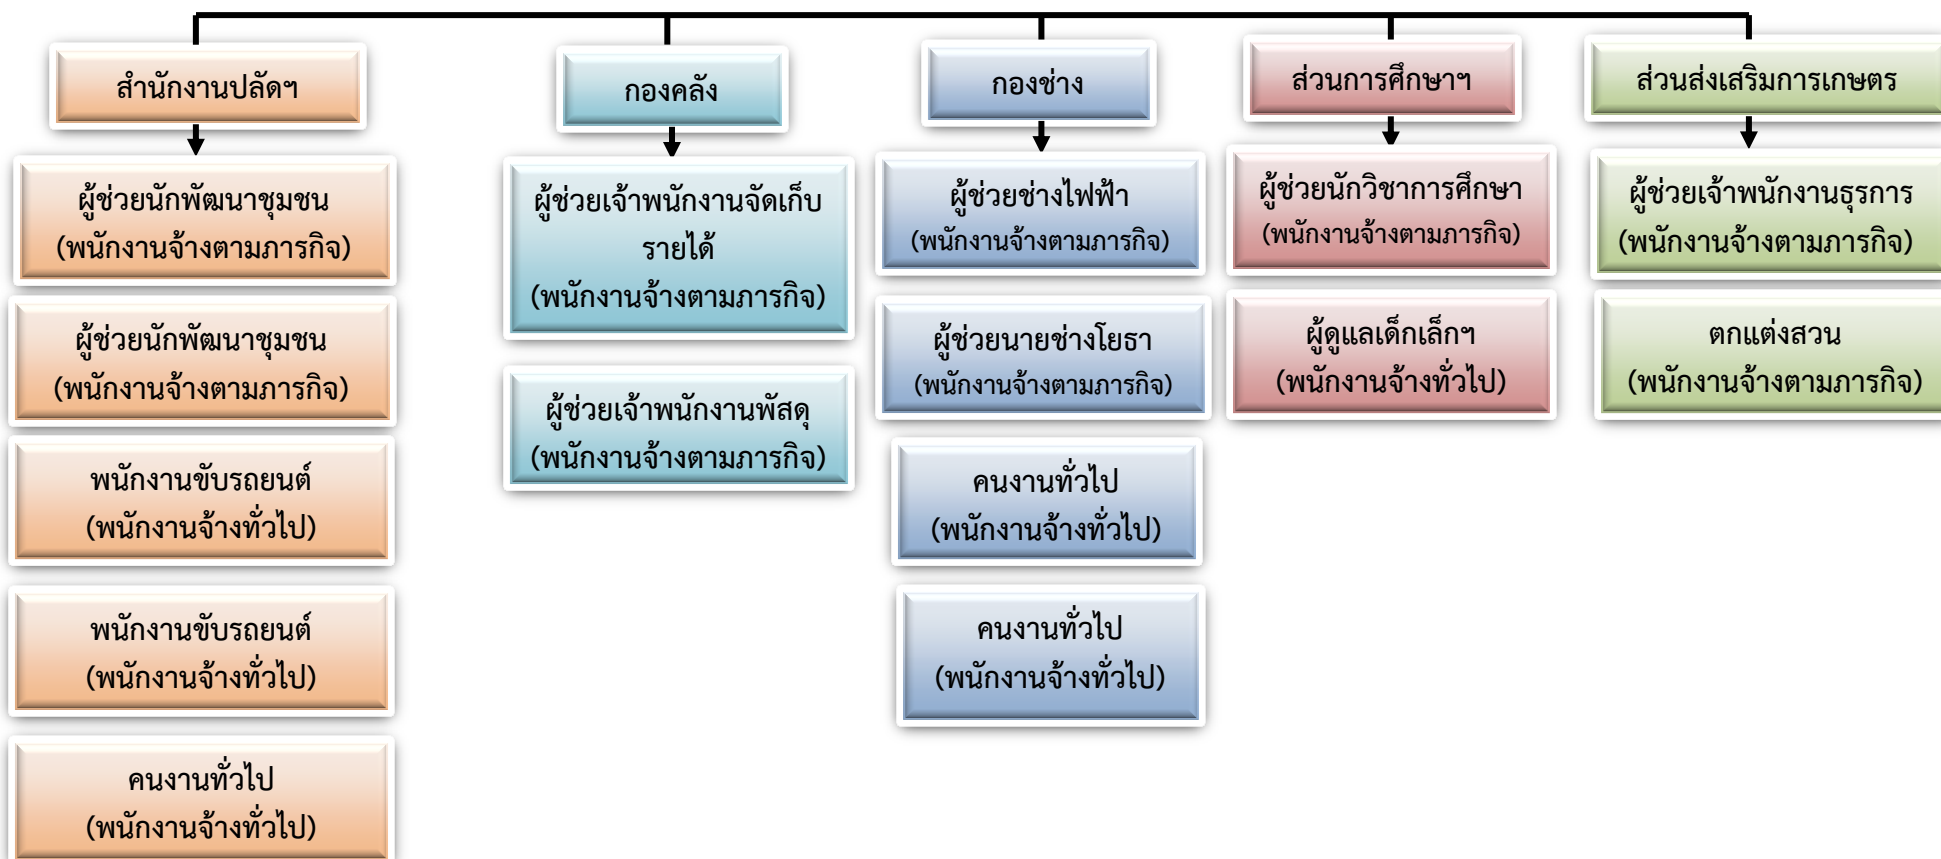 สำนักงานปลัดฯ
กองคลัง
กองช่าง
ส่วนการศึกษาฯ
ส่วนส่งเสริมการเกษตร
ผู้ช่วยนักพัฒนาชุมชน
(พนักงานจ้างตามภารกิจ)
ผู้ช่วยนักพัฒนาชุมชน
(พนักงานจ้างตามภารกิจ)
พนักงานขับรถยนต์
(พนักงานจ้างทั่วไป)
พนักงานขับรถยนต์
(พนักงานจ้างทั่วไป)
คนงานทั่วไป
(พนักงานจ้างทั่วไป)
ผู้ช่วยเจ้าพนักงานจัดเก็บ
รายได้
(พนักงานจ้างตามภารกิจ)
ผู้ช่วยเจ้าพนักงานพัสดุ
(พนักงานจ้างตามภารกิจ)
ผู้ช่วยช่างไฟฟ้า
(พนักงานจ้างตามภารกิจ)
ผู้ช่วยนายช่างโยธา
(พนักงานจ้างตามภารกิจ)
คนงานทั่วไป
(พนักงานจ้างทั่วไป)
คนงานทั่วไป
(พนักงานจ้างทั่วไป)
ผู้ช่วยนักวิชาการศึกษา
(พนักงานจ้างตามภารกิจ)
ผู้ดูแลเด็กเล็กฯ
(พนักงานจ้างทั่วไป)
ผู้ช่วยเจ้าพนักงานธุรการ
(พนักงานจ้างตามภารกิจ)
ตกแต่งสวน
(พนักงานจ้างตามภารกิจ)